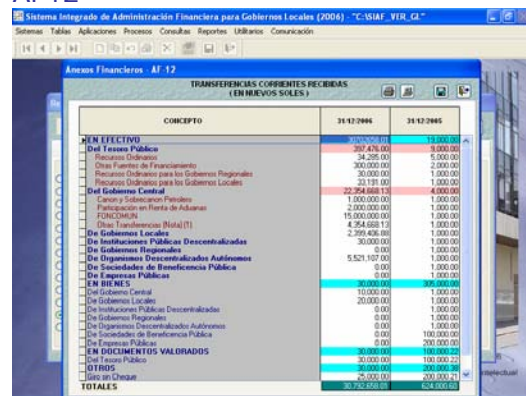 AF-12
Sistema Integrado de Administración Financiera para Gobiernos Locales (2006) - "C:\SIAF_VER_GL"
Sistemas Tablas Aplicaciones Procesos Consultas Reportes Utilitarios Comunicación
Anexos Financieros - AF-12
TRANSFERENCIAS CORRIENTES RECIBIDAS
( EN NUEVOS SOLES )
CONCEPTO 31/12/2006 31/12/2005
EN EFECTIVO 19,000.00
Del Tesoro Público 397,476.00 9,000.00
Recursos Ordinarios 34,285.00 5,000.00
Otras Fuentes de Financiamiento 300,000.00 2,000.00
Recursos Ordinarios para los Gobiernos Regionales 30,000.00 1,000.00
Recursos Ordinarios para los Gobiernos Locales 33,191.00 1,000.00
Del Gobierno Central 22,354,668.13 4,000.00
Canon y Sobrecanon Petrolero 1,000,000.00 1,000.00
Participación en Renta de Aduanas 2,000,000.00 1,000.00
FONCOMUN 15,000,000.00 1,000.00
Otras Transferencias (Nota) (1) 4,354,668.13 1,000.00
De Gobiernos Locales 2,399,406.88 1,000.00
De Instituciones Públicas Descentralizadas 30,000.00 1,000.00
De Gobiernos Regionales 0.00 1,000.00
De Organismos Descentralizados Autónomos 5,521,107.00 1,000.00
De Sociedades de Beneficencia Pública 0.00 1,000.00
De Empresas Públicas 0.00 1,000.00
EN BIENES 30,000.00 305,000.00
Del Gobierno Central 10,000.00 1,000.00
De Gobiernos Locales 20,000.00 1,000.00
De Instituciones Públicas Descentralizadas 0.00 1,000.00
De Gobiernos Regionales 0.00 1,000.00
De Organismos Descentralizados Autónomos 0.00 1,000.00
De Sociedades de Beneficencia Pública 0.00 100,000.00
De Empresas Públicas 0.00 200,000.00
EN DOCUMENTOS VALORADOS 30,000.00 100,000.22
Del Tesoro Público 30,000.00 100,000.22
OTROS 30,000.00
Giro sin Cheque 25,000.00 200,000.21
TOTALES 30,792,658.01 624,000.60
ntelectual